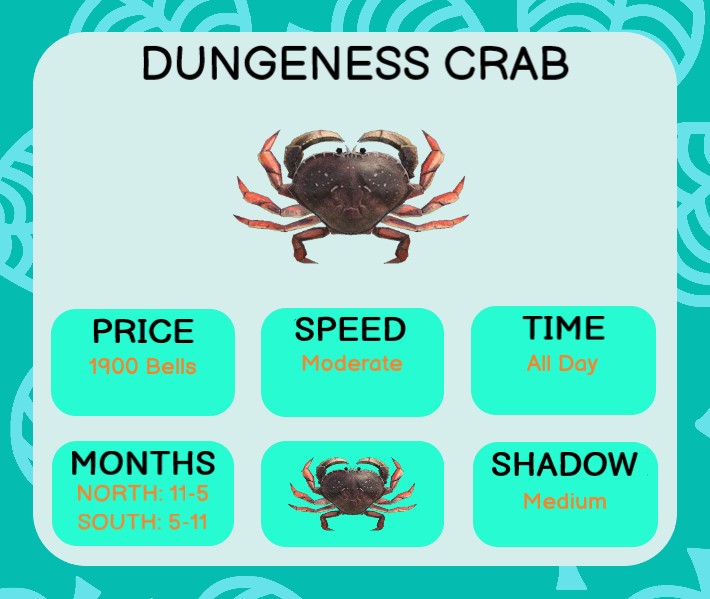 DUNGENESS CRAB
PRICE
1900 Bells
SPEED
Moderate
TIME
All Day
MONTHS
NORTH: 11-5
SOUTH: 5-11
SHADOW
Medium